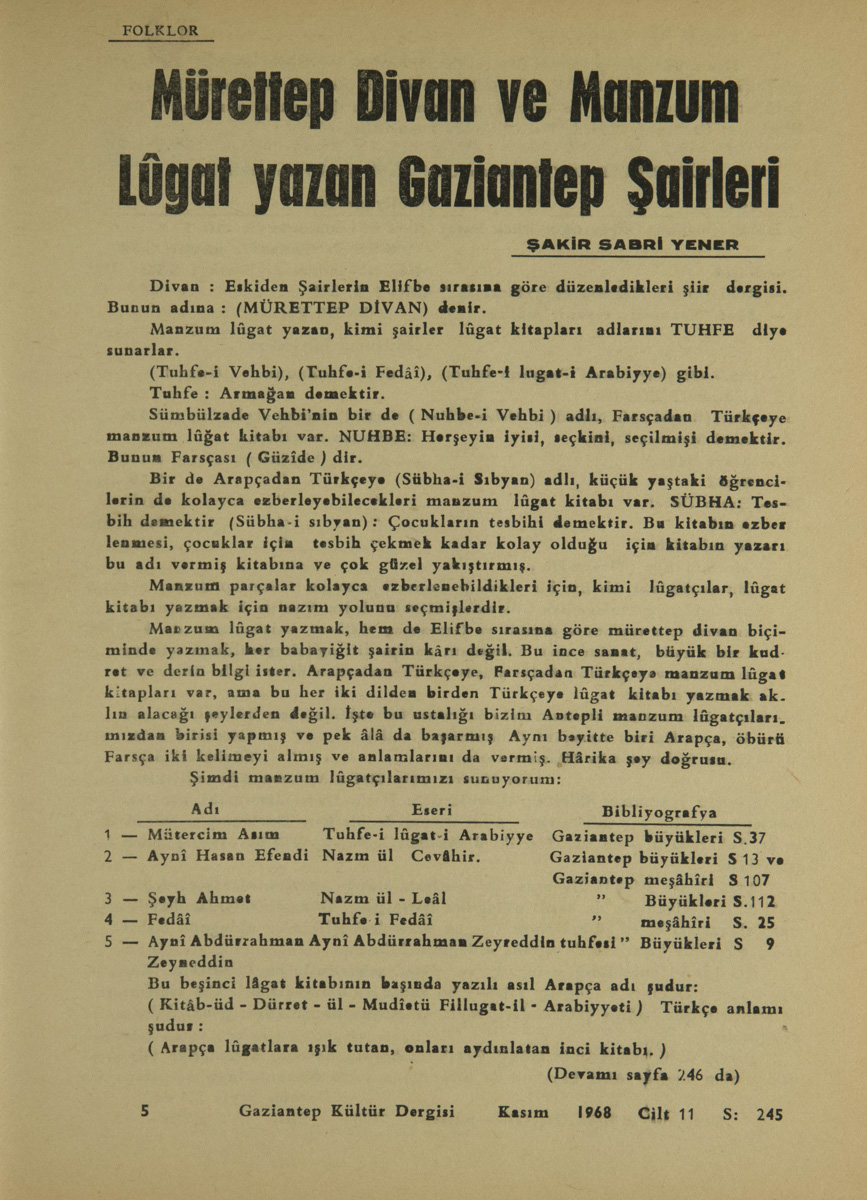 FOLKLOR
Mürettep Divan ve Manzum
Lûgat yazan Gaziantep Şairleri
ŞAKİR SABRİ YENER
Divan : Eskiden Şairlerin Elifbe sırasına göre düzenledikleri şiir dergisi.
Bunun adına : (MÜRETTEP DİVAN) denir.
Manzum lûgat yazan, kimi şairler lûgat kitapları adlarını TUHFE diye
sunarlar.
(Tuhfe-i Vehbi), (Tuhfe-i Fedâî), (Tuhfe-i lugat-i Arabiyye) gibi.
Tuhfe : Armağan demektir.
Sümbülzade Vehbi'nin bir de ( Nuhbe-i Vehbi ) adlı, Farsçadan Türkçeye
manzum lûğat kitabı var. NUHBE: Herşeyin iyisi, seçkini, seçilmişi demektir.
Bunun Farsçası ( Güzîde ) dir.
Bir de Arapçadan Türkçeye (Sübha-i Sıbyan) adlı, küçük yaştaki öğrenci-
lerin de kolayca ezberleyebilecekleri manzum lûgat kitabı var. SÜBHA: Tes-
bih demektir (Sübha-i sıbyan) : Çocukların tesbihi demektir. Bu kitabın ezber
lenmesi, çocuklar için tesbih çekmek kadar kolay olduğu için kitabın yazarı
bu adı vermiş kitabına ve çok güzel yakıştırmış.
Manzum parçalar kolayca ezberlenebildikleri için, kimi lûgatçılar, lûgat
kitabı yazmak için nazım yolunu seçmişlerdir.
Manzum lûgat yazmak, hem de Elifbe sırasına göre mürettep divan biçi-
minde yazmak, her babayiğit şairin kârı değil. Bu ince sanat, büyük bir kud-
ret ve derin bilgi ister. Arapçadan Türkçeye, Farsçadan Türkçeye manzum lûgat
kitapları var, ama bu her iki dilden birden Türkçeye lûgat kitabı yazmak ak-
lın alacağı şeylerden değil. İşte bu ustalığı bizim Antepli manzum lûgatçıları-
mızdan birisi yapmış ve pek âlâ da başarmış Aynı beyitte biri Arapça, öbürü
Farsça iki kelimeyi almış ve anlamlarını da vermiş. Hârika şey doğrusu.
Şimdi manzum lûgatçılarımızı sunuyorum:
Adı Eseri Bibliyografya
1 — Mütercim Asım Tuhfe-i lûgat-i Arabiyye Gaziantep büyükleri S.37
2 — Aynî Hasan Efendi Nazm ül Cevâhir. Gaziantep büyükleri S 13 ve
Gaziantep meşâhîri S 107
3 — Şeyh Ahmet Nazm ül - Leâl " Büyükleri S.112
4 — Fedâî Tuhfe i Fedâî " meşâhîri S. 25
5 — Aynî Abdürrahman Aynî Abdürrahman Zeyreddin tuhfesi " Büyükleri S 9
Zeyneddin
Bu beşinci lâgat kitabının başında yazılı asıl Arapça adı şudur:
( Kitâb-üd - Dürret - ül - Mudîetü Fillugat-il - Arabiyyeti ) Türkçe anlamı
şudur :
( Arapça lûgatlara ışık tutan, onları aydınlatan inci kitabı. )
(Devamı sayfa 246 da)
5 Gaziantep Kültür Dergisi Kasım 1968 Cilt 11 S: 245